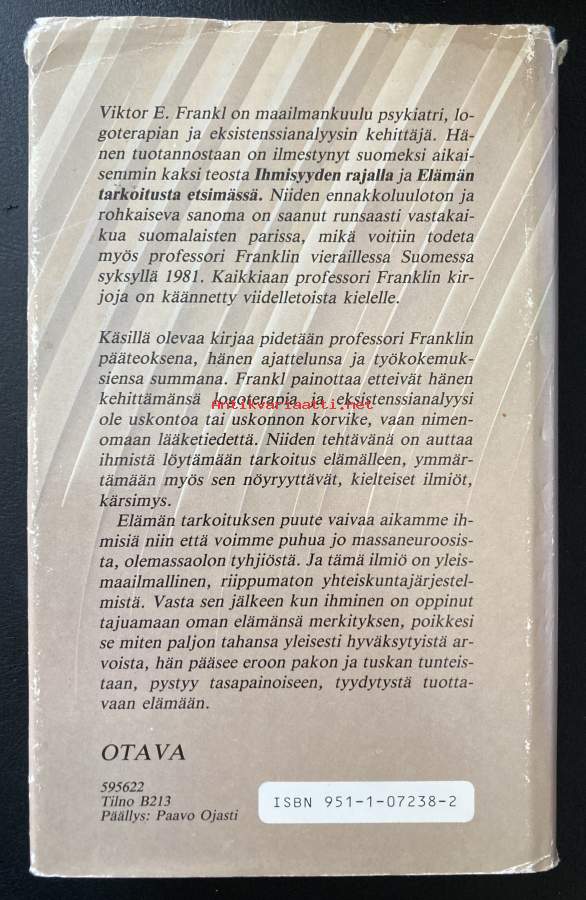 Viktor E. Frankl on maailmankuulu psykiatri, lo-
goterapian ja eksistenssianalyysin kehittäjä. Hä-
nen tuotannostaan on ilmestynyt suomeksi aikai-
semmin kaksi teosta Ihmisyyden rajalla ja Elämän
tarkoitusta etsimässä. Niiden ennakkoluuloton ja
rohkaiseva sanoma on saanut runsaasti vastakai-
kua suomalaisten parissa, mikä voitiin todeta
myös professori Franklin vieraillessa Suomessa
syksyllä 1981. Kaikkiaan professori Franklin kir-
joja on käännetty viidelletoista kielelle.
Käsillä olevaa kirjaa pidetään professori Franklin
pääteoksena, hänen ajattelunsa ja työkokemuk-
siensa summana. Frankl painottaa etteivät hänen
kehittämänsä logoterapia ja eksistenssianalyysi
Antikvariaatti.net
ole uskontoa tai uskonnon korvike, vaan nimen-
omaan lääketiedettä. Niiden tehtävänä on auttaa
ihmistä löytämään tarkoitus elämälleen, ymmär-
tämään myös sen nöyryyttävät, kielteiset ilmiöt,
kärsimys.
Elämän tarkoituksen puute vaivaa aikamme ih-
misiä niin että voimme puhua jo massaneuroosis-
ta, olemassaolon tyhjiöstä. Ja tämä ilmiö on yleis-
maailmallinen, riippumaton yhteiskuntajärjestel-
mistä. Vasta sen jälkeen kun ihminen on oppinut
tajuamaan oman elämänsä merkityksen, poikkesi
se miten paljon tahansa yleisesti hyväksytyistä ar-
voista, hän pääsee eroon pakon ja tuskan tunteis-
taan, pystyy tasapainoiseen, tyydytystä tuotta-
vaan elämään.
OTAVA
595622
Tilno B213
Päällys: Paavo Ojasti
ISBN 951-1-07238-2